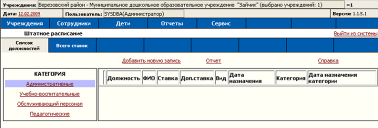 Учреждение: Березовский район - Муниципальное дошкольное образовательное учреждение "Зайчик" (выбрано учреждений: 1) =1
Дата: 12.02.2009 Пользователь: SYSDBA(Администратор) Версия 1.15.1
Учреждения Сотрудники Дети Отчеты Сервис
Штатное расписание Выйти из системы
Список должностей Всего ставок
Добавить новую запись Отчет Справка
КАТЕГОРИЯ
Административные
Учебно-воспитательные
Обслуживающий персонал
Педагогические
Должность ФИО Ставка Доп.ставка Вид Дата назначения Категория Дата назначения категории